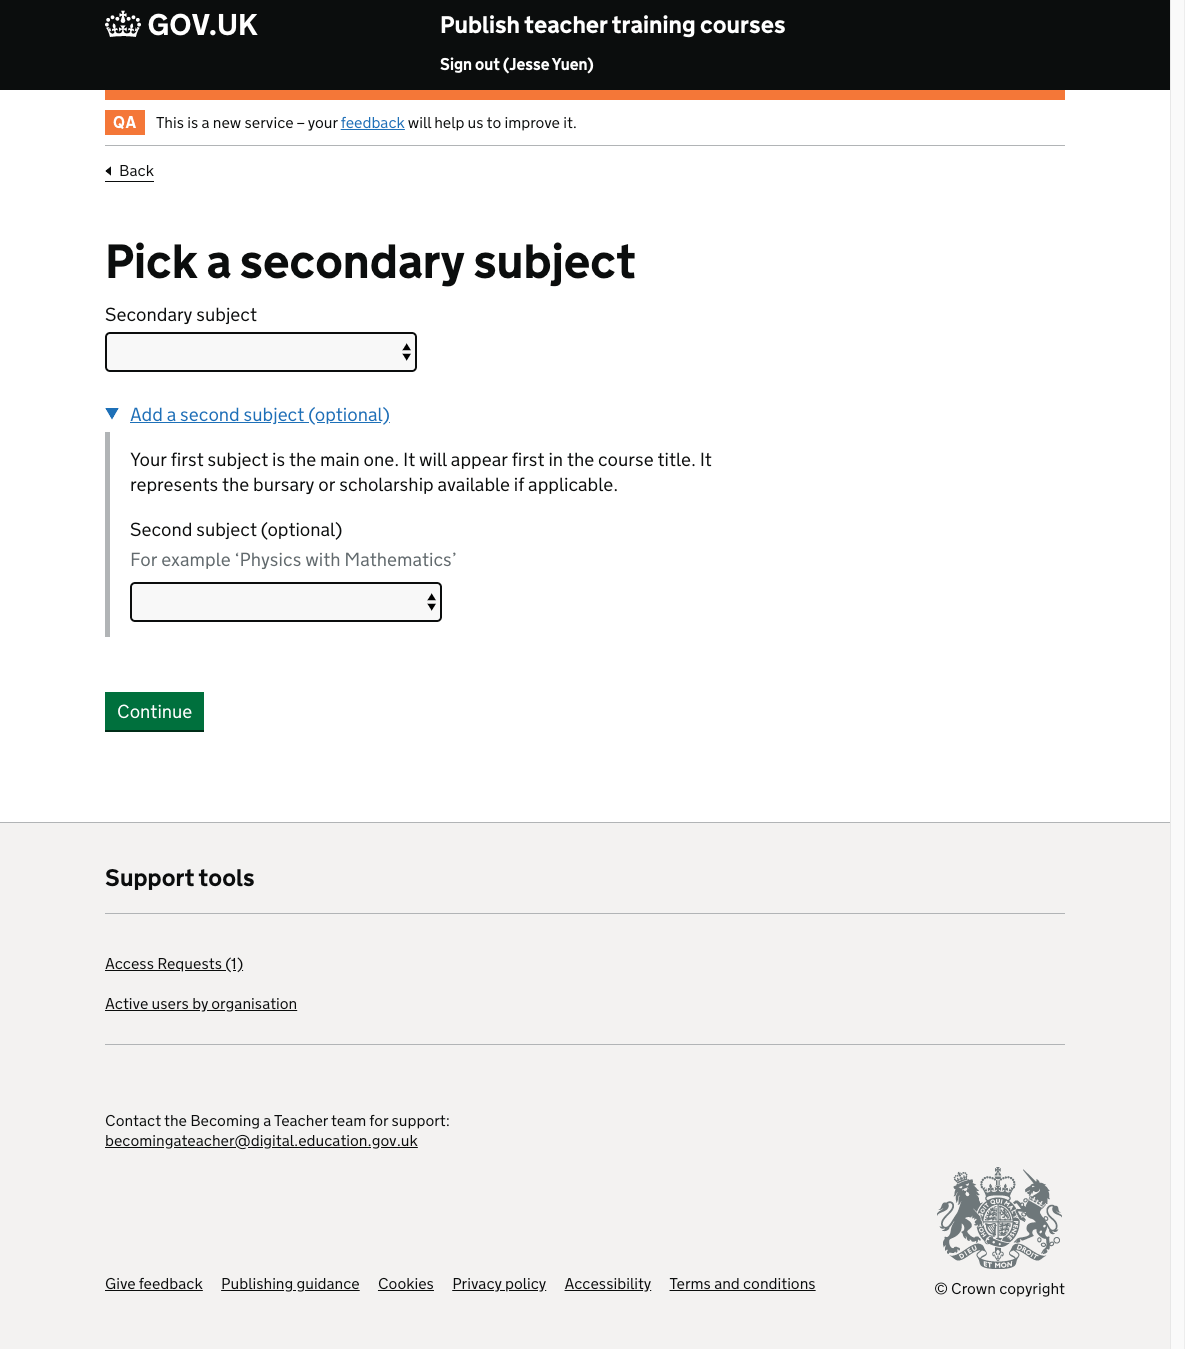 GOV.UK
Publish teacher training courses
Sign out (Jesse Yuen)
QA This is a new service – your feedback will help us to improve it.
Back
Pick a secondary subject
Secondary subject
Add a second subject (optional)
Your first subject is the main one. It will appear first in the course title. It
represents the bursary or scholarship available if applicable.
Second subject (optional)
For example ‘Physics with Mathematics’
Continue
Support tools
Access Requests (1)
Active users by organisation
Contact the Becoming a Teacher team for support:
becomingateacher@digital.education.gov.uk
Give feedback Publishing guidance Cookies Privacy policy Accessibility Terms and conditions
© Crown copyright